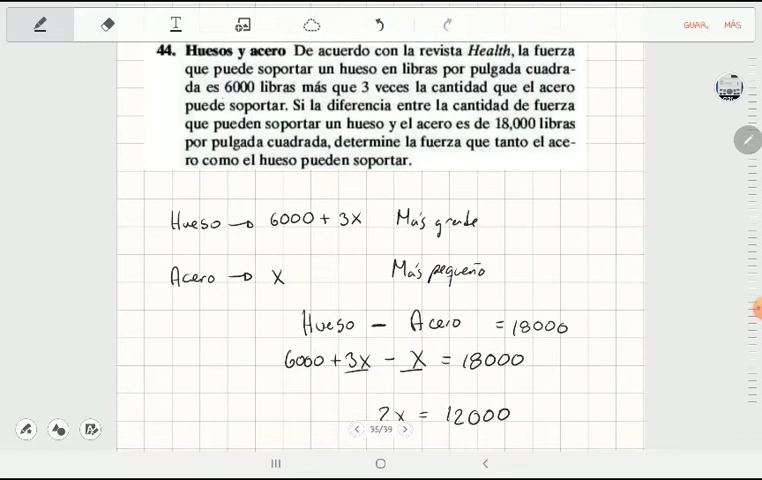 GUAR. MÁS
44. Huesos y acero De acuerdo con la revista Health, la fuerza
que puede soportar un hueso en libras por pulgada cuadra-
da es 6000 libras más que 3 veces la cantidad que el acero
puede soportar. Si la diferencia entre la cantidad de fuerza
que pueden soportar un hueso y el acero es de 18,000 libras
por pulgada cuadrada, determine la fuerza que tanto el ace-
ro como el hueso pueden soportar.
Hueso → 6000 + 3x Más grande
Acero → x Más pequeño
Hueso - Acero = 18000
6000 + 3x - x = 18000
2x = 12000
35/39